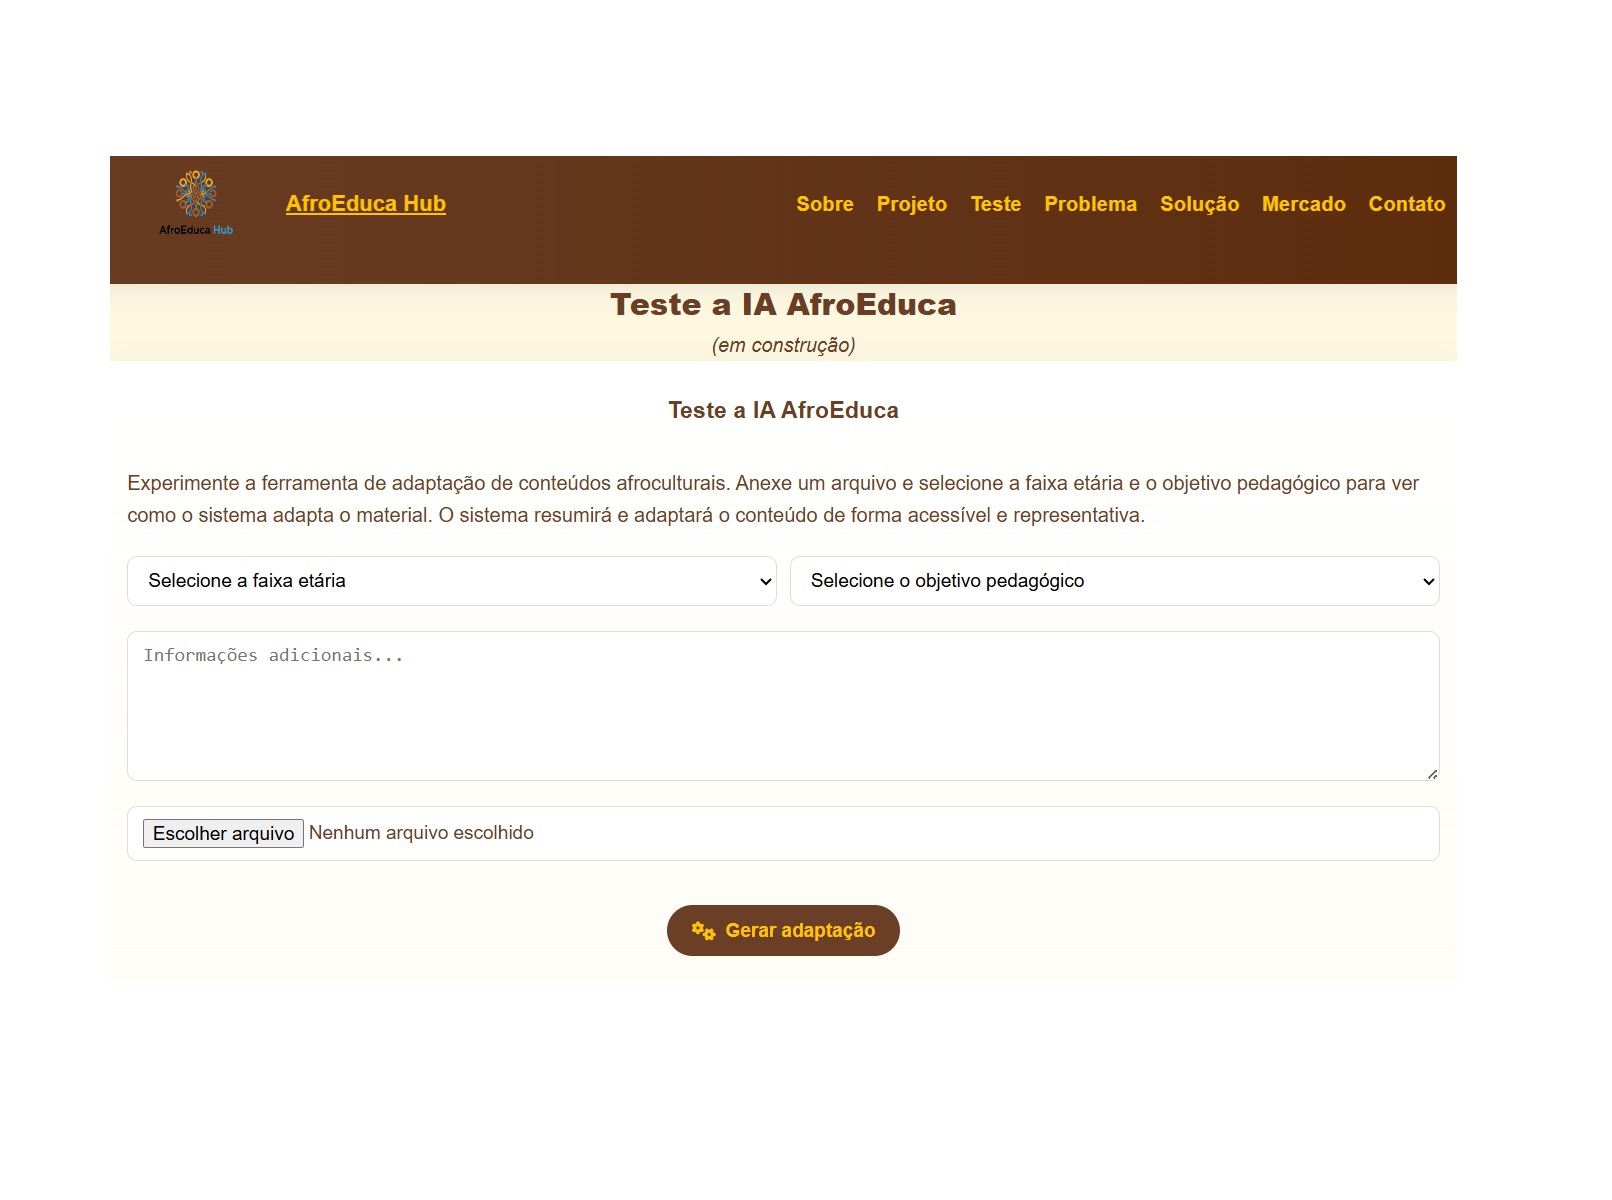 AfroEduca Hub
AfroEduca Hub
Sobre Projeto Teste Problema Solução Mercado Contato
Teste a IA AfroEduca
(em construção)
Teste a IA AfroEduca
Experimente a ferramenta de adaptação de conteúdos afroculturais. Anexe um arquivo e selecione a faixa etária e o objetivo pedagógico para ver
como o sistema adapta o material. O sistema resumirá e adaptará o conteúdo de forma acessível e representativa.
Selecione a faixa etária
Selecione o objetivo pedagógico
Informações adicionais...
Escolher arquivo Nenhum arquivo escolhido
Gerar adaptação